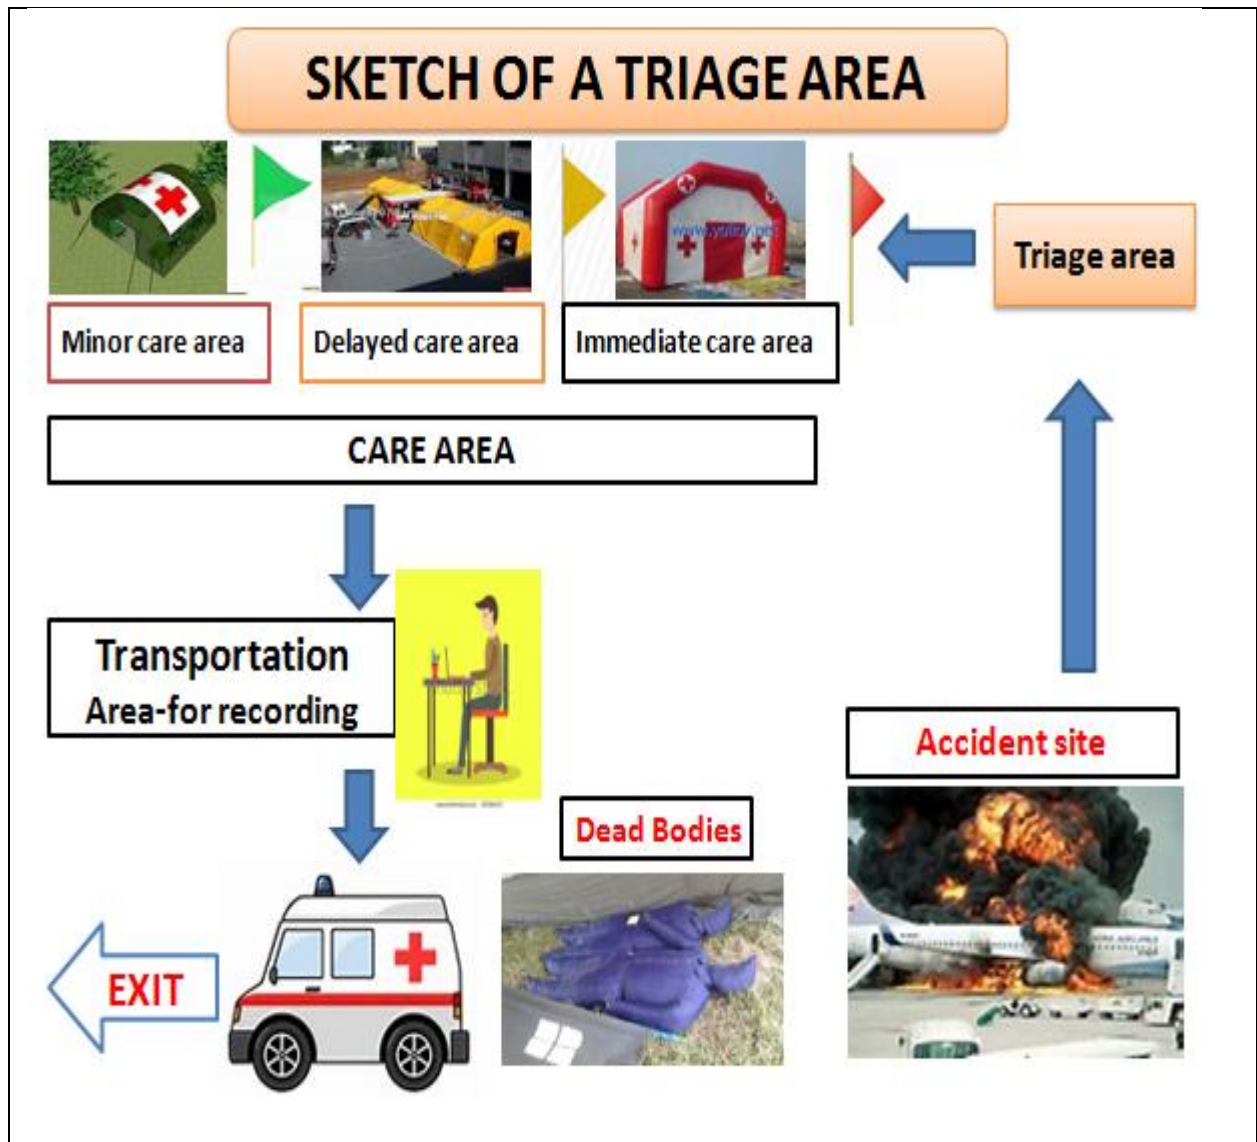 SKETCH OF A TRIAGE AREA
Triage area
Minor care area
Delayed care area
Immediate care area
CARE AREA
Transportation
Area-for recording
Accident site
Dead Bodies
EXIT